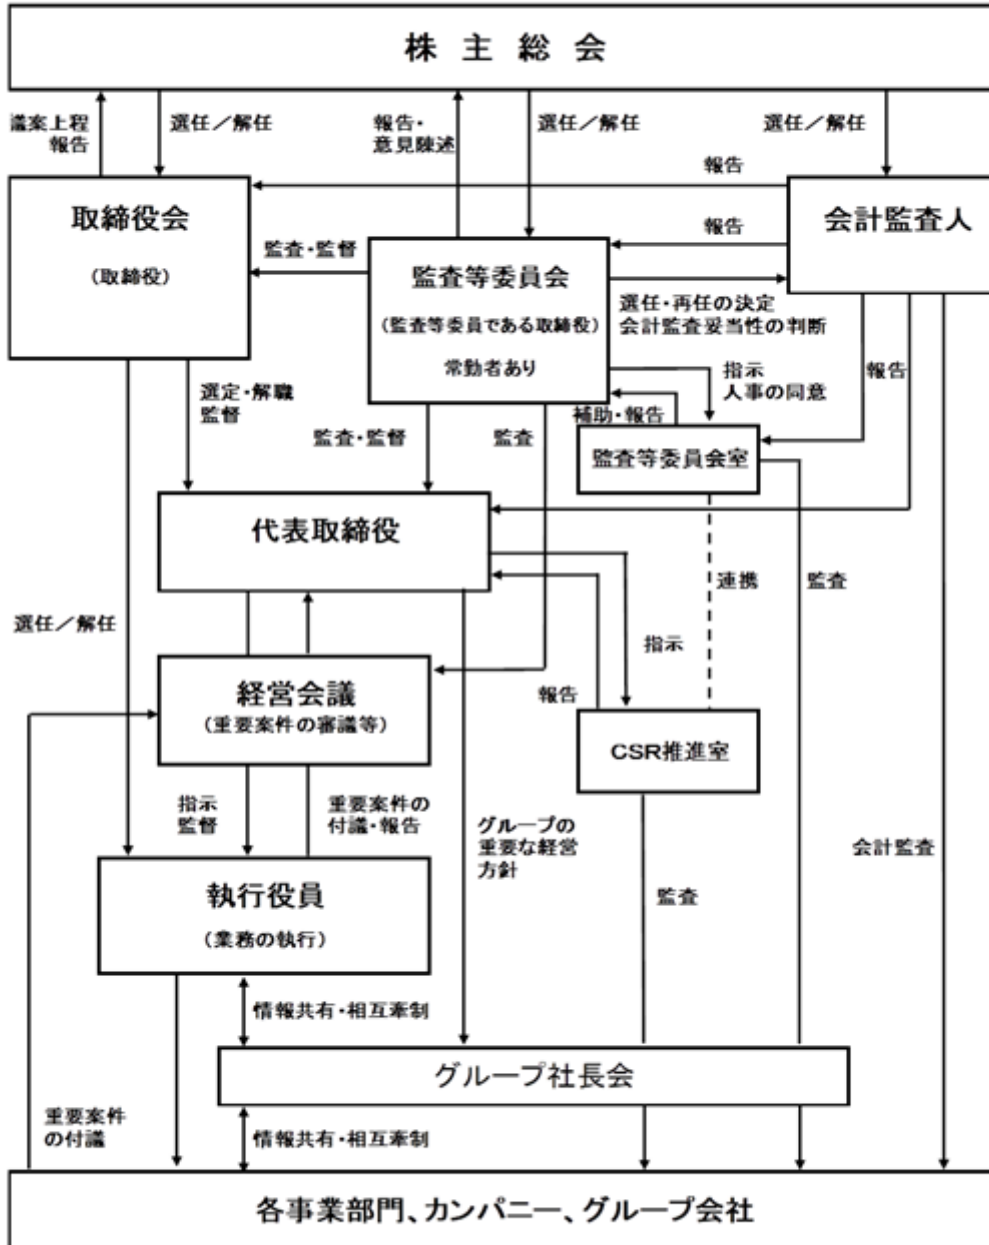 株主総会
議案上程
報告
選任／解任
報告・
意見陳述
選任／解任
選任／解任
報告
取締役会
（取締役）
会計監査人
報告
監査・監督
監査等委員会
（監査等委員である取締役）
常勤者あり
選任・再任の決定
会計監査妥当性の判断
指示
人事の同意
報告
選定・解職
監督
補助・報告
監査・監督
監査
監査等委員会室
代表取締役
連携
監査
選任／解任
指示
経営会議
（重要案件の審議等）
報告
CSR推進室
指示
監督
重要案件の
付議・報告
グループの
重要な経営
方針
会計監査
執行役員
（業務の執行）
監査
情報共有・相互牽制
グループ社長会
重要案件
の付議
情報共有・相互牽制
各事業部門、カンパニー、グループ会社